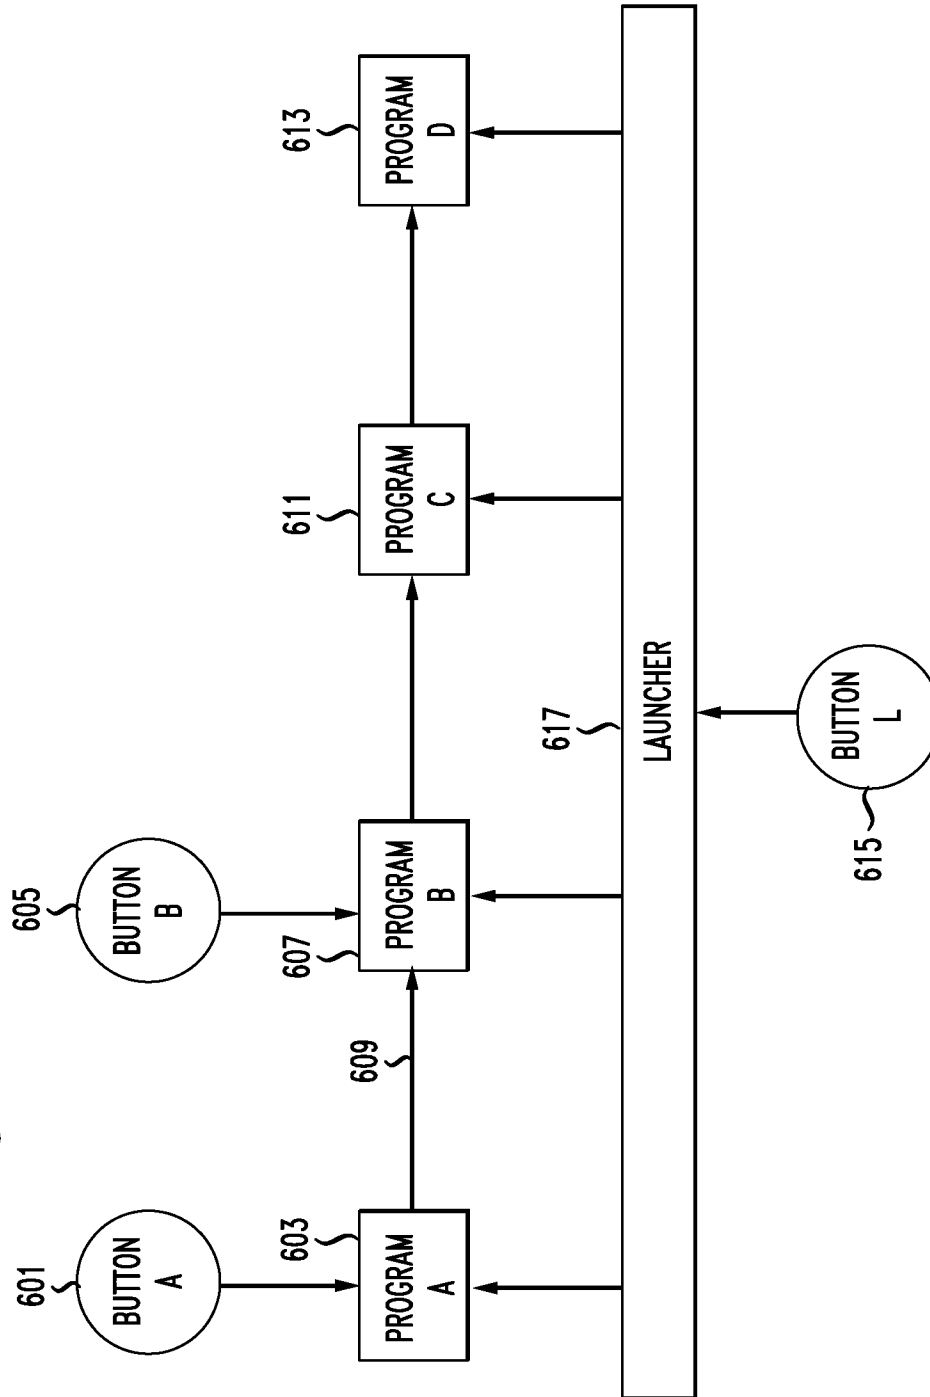 601
BUTTON
A
605
BUTTON
B
603
PROGRAM
A
609
607
PROGRAM
B
611
PROGRAM
C
613
PROGRAM
D
617
LAUNCHER
615
BUTTON
L